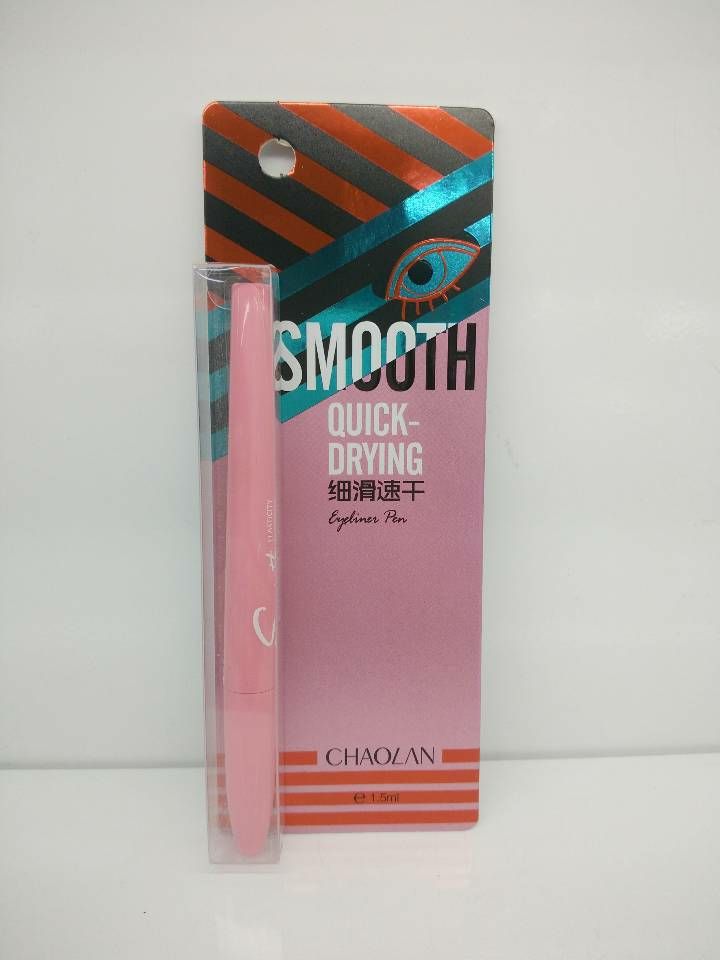 SMOOTH
QUICK-
DRYING
细滑速干
Eyeliner Pen
CHAOLAN
℮ 1.5ml